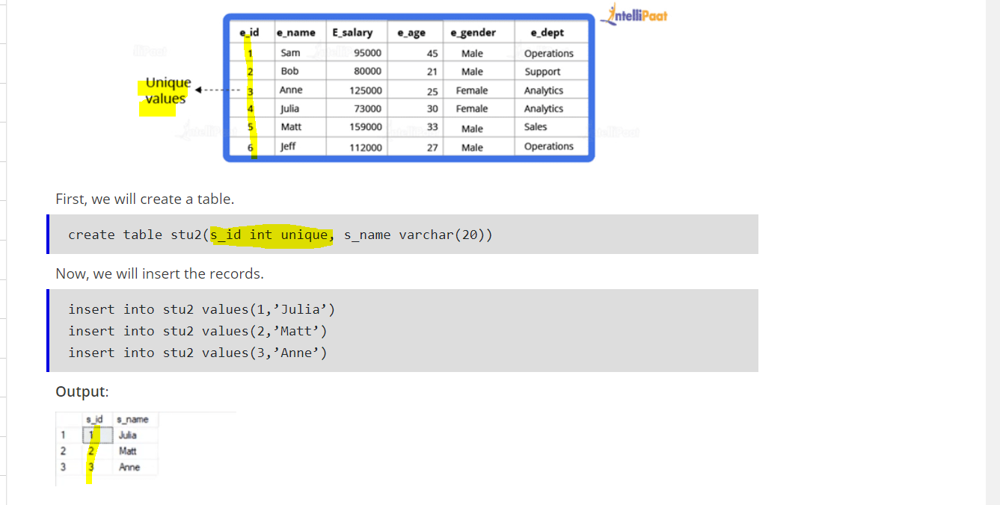 intelliPaat
e_id e_name E_salary e_age e_gender e_dept
1 Sam 95000 45 Male Operations
2 Bob 80000 21 Male Support
Unique
values
3 Anne 125000 25 Female Analytics
4 Julia 73000 30 Female Analytics
5 Matt 159000 33 Male Sales
6 Jeff 112000 27 Male Operations
First, we will create a table.
create table stu2(s_id int unique, s_name varchar(20))
Now, we will insert the records.
insert into stu2 values(1,’Julia’)
insert into stu2 values(2,’Matt’)
insert into stu2 values(3,’Anne’)
Output:
s_id s_name
1 1 Julia
2 2 Matt
3 3 Anne